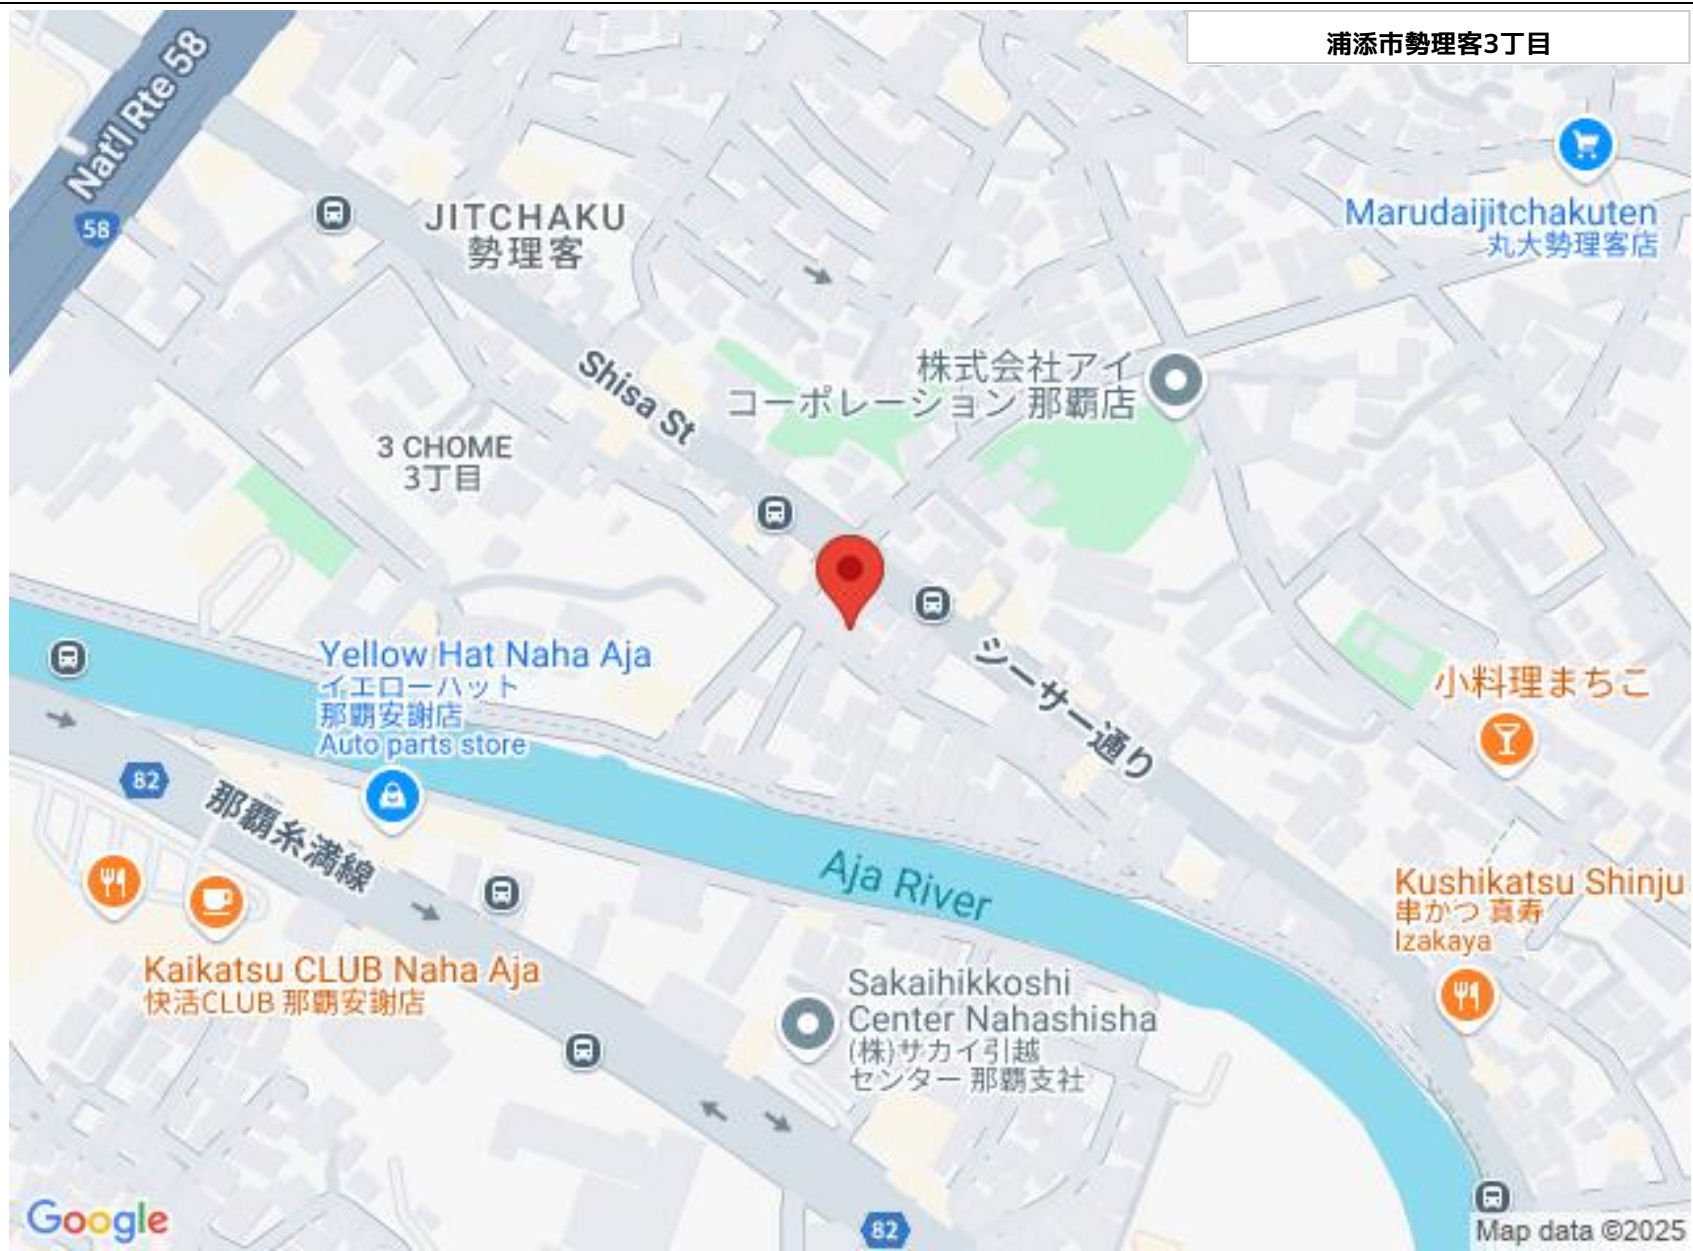 浦添市勢理客3丁目
Nat'l Rte 58
58
JITCHAKU
勢理客
Marudaijitchakuten
丸大勢理客店
Shisa St
株式会社アイ
コーポレーション 那覇店
3 CHOME
3丁目
シーサー通り
小料理まちこ
Yellow Hat Naha Aja
イエローハット
那覇安謝店
Auto parts store
82
那覇糸満線
Aja River
Kushikatsu Shinju
串かつ 真寿
Izakaya
Kaikatsu CLUB Naha Aja
快活CLUB 那覇安謝店
Sakaihikkoshi
Center Nahashisha
(株)サカイ引越
センター 那覇支社
82
Google
Map data ©2025